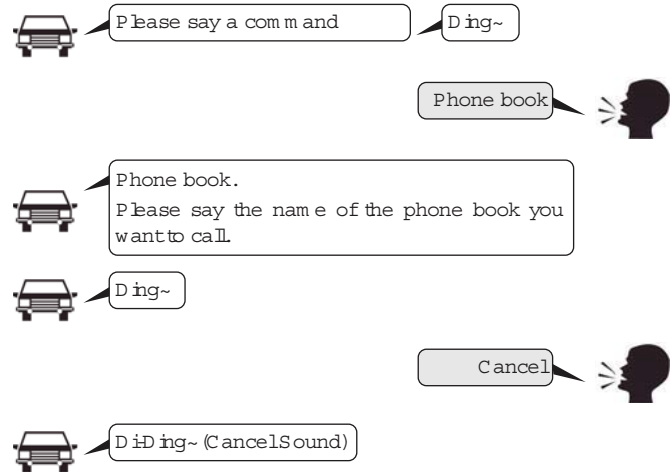 Please say a command
Ding~
Phone book
Phone book.
Please say the name of the phone book you
want to call.
Ding~
Cancel
Di-Ding~ (Cancel Sound)